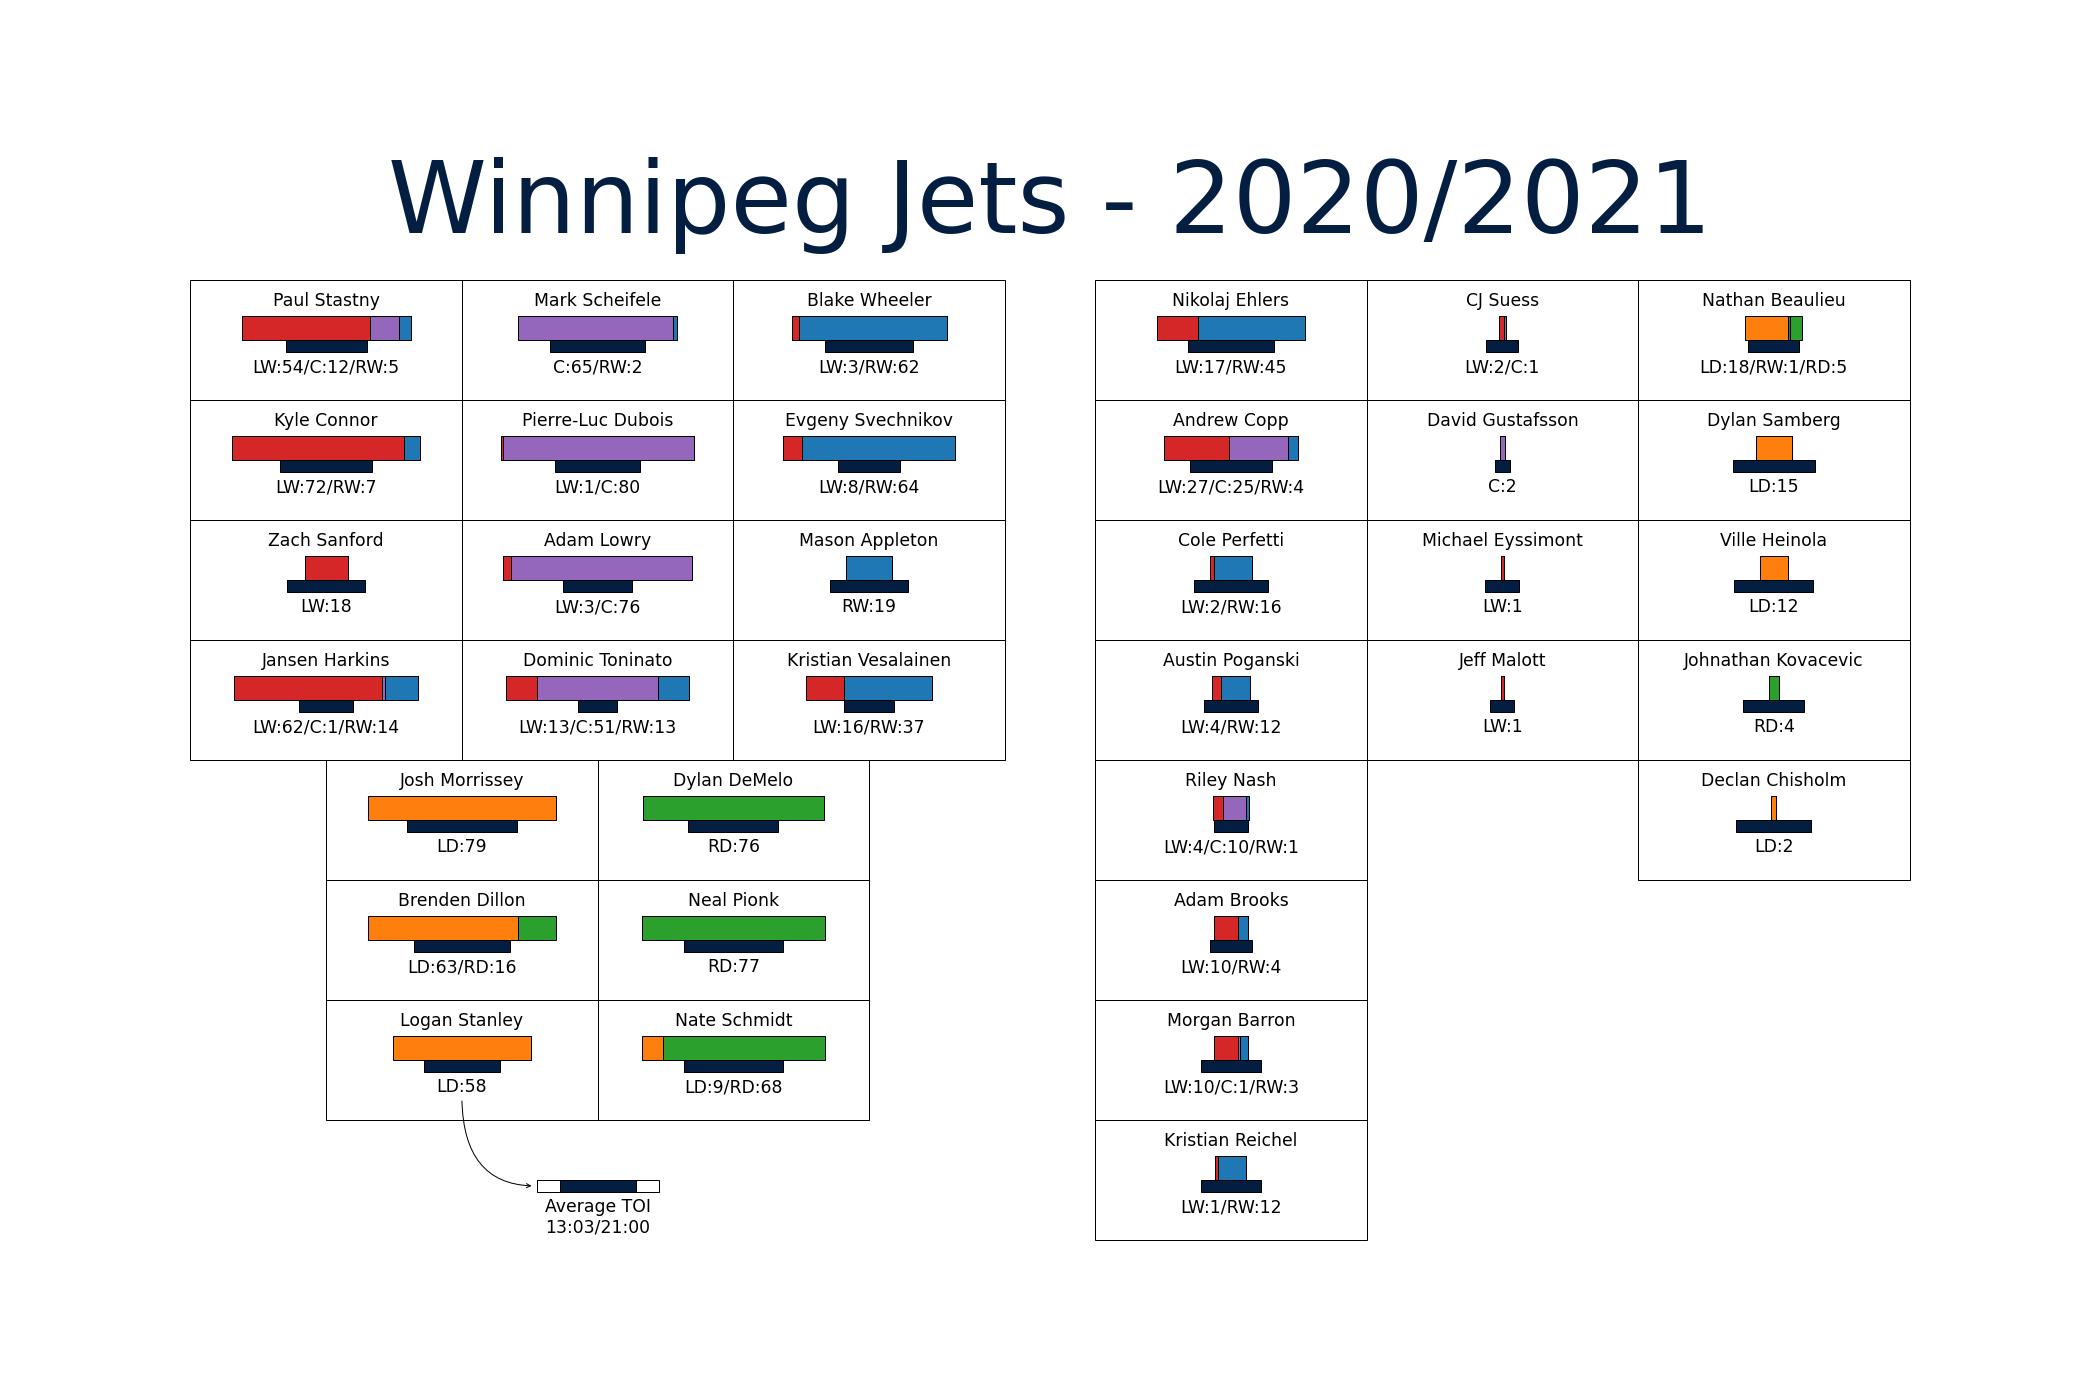 Winnipeg Jets - 2020/2021
Paul Stastny
LW:54/C:12/RW:5
Mark Scheifele
C:65/RW:2
Blake Wheeler
LW:3/RW:62
Kyle Connor
LW:72/RW:7
Pierre-Luc Dubois
LW:1/C:80
Evgeny Svechnikov
LW:8/RW:64
Zach Sanford
LW:18
Adam Lowry
LW:3/C:76
Mason Appleton
RW:19
Jansen Harkins
LW:62/C:1/RW:14
Dominic Toninato
LW:13/C:51/RW:13
Kristian Vesalainen
LW:16/RW:37
Josh Morrissey
LD:79
Dylan DeMelo
RD:76
Brenden Dillon
LD:63/RD:16
Neal Pionk
RD:77
Logan Stanley
LD:58
Nate Schmidt
LD:9/RD:68
Average TOI
13:03/21:00
Nikolaj Ehlers
LW:17/RW:45
CJ Suess
LW:2/C:1
Nathan Beaulieu
LD:18/RW:1/RD:5
Andrew Copp
LW:27/C:25/RW:4
David Gustafsson
C:2
Dylan Samberg
LD:15
Cole Perfetti
LW:2/RW:16
Michael Eyssimont
LW:1
Ville Heinola
LD:12
Austin Poganski
LW:4/RW:12
Jeff Malott
LW:1
Johnathan Kovacevic
RD:4
Riley Nash
LW:4/C:10/RW:1
Declan Chisholm
LD:2
Adam Brooks
LW:10/RW:4
Morgan Barron
LW:10/C:1/RW:3
Kristian Reichel
LW:1/RW:12